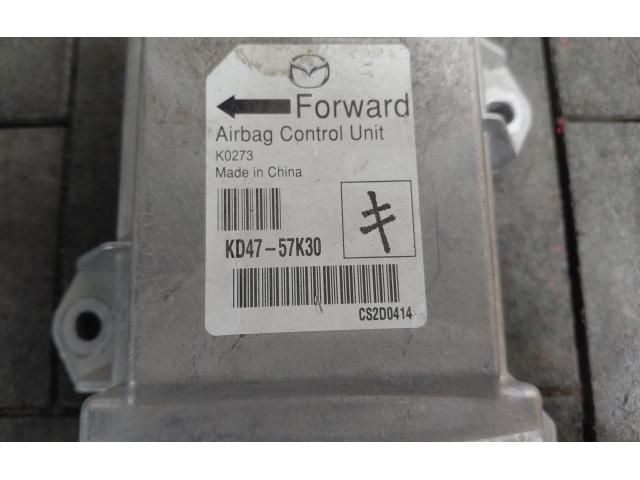 Forward
Airbag Control Unit
K0273
Made in China
キ
KD47-57K30
CS2D0414